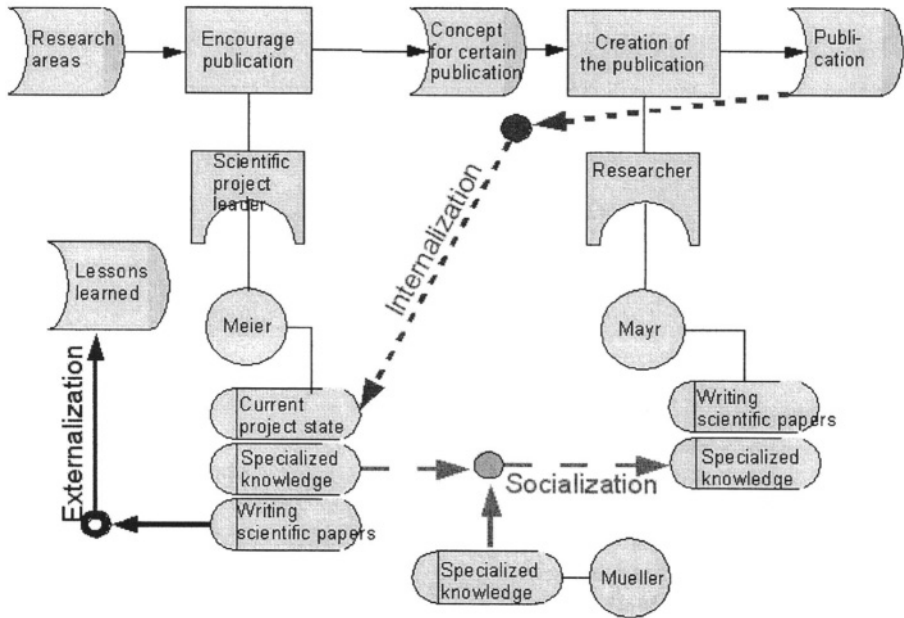 Research
areas
Encourage
publication
Concept
for certain
publication
Creation of
the publication
Publi-
cation
Scientific
project
leader
Researcher
Internalization
Lessons
learned
Meier
Mayr
Externalization
Current
project state
Writing
scientific papers
Specialized
knowledge
Specialized
knowledge
Socialization
Writing
scientific papers
Specialized
knowledge
Mueller